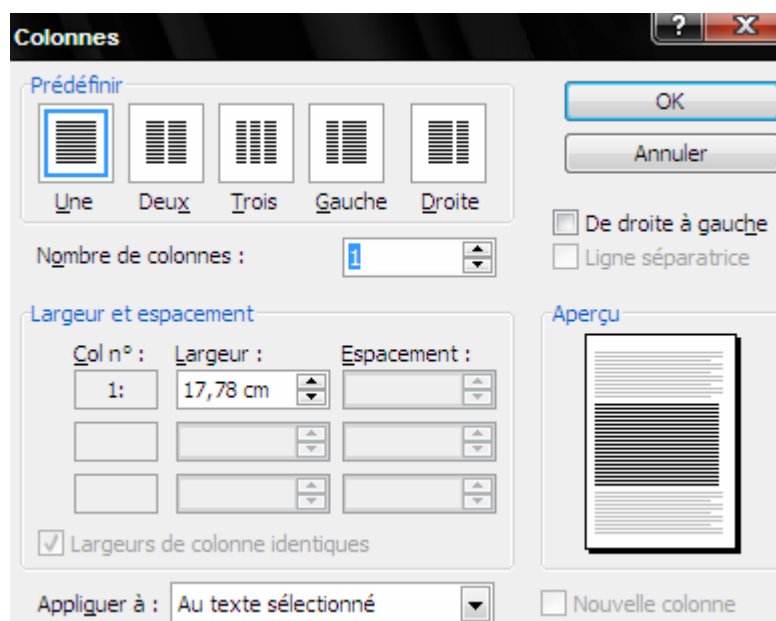 Colonnes
Prédéfinir
Une Deux Trois Gauche Droite
OK
Annuler
De droite à gauche
Ligne séparatrice
Nombre de colonnes : 1
Largeur et espacement
Col n° : Largeur : Espacement :
1: 17,78 cm
Largeurs de colonne identiques
Aperçu
Appliquer à : Au texte sélectionné
Nouvelle colonne